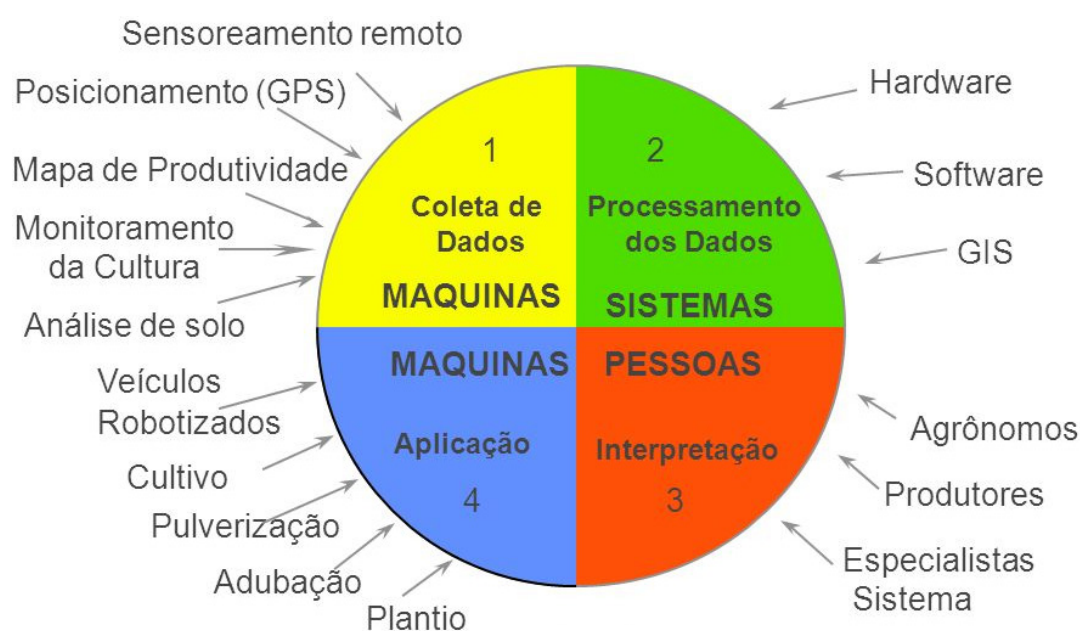 Sensoreamento remoto
Posicionamento (GPS)
Mapa de Produtividade
Monitoramento
da Cultura
Análise de solo
1
Coleta de
Dados
MAQUINAS
2
Processamento
dos Dados
SISTEMAS
Hardware
Software
GIS
MAQUINAS
Aplicação
4
Veículos
Robotizados
Cultivo
Pulverização
Adubação
Plantio
PESSOAS
Interpretação
3
Agrônomos
Produtores
Especialistas
Sistema